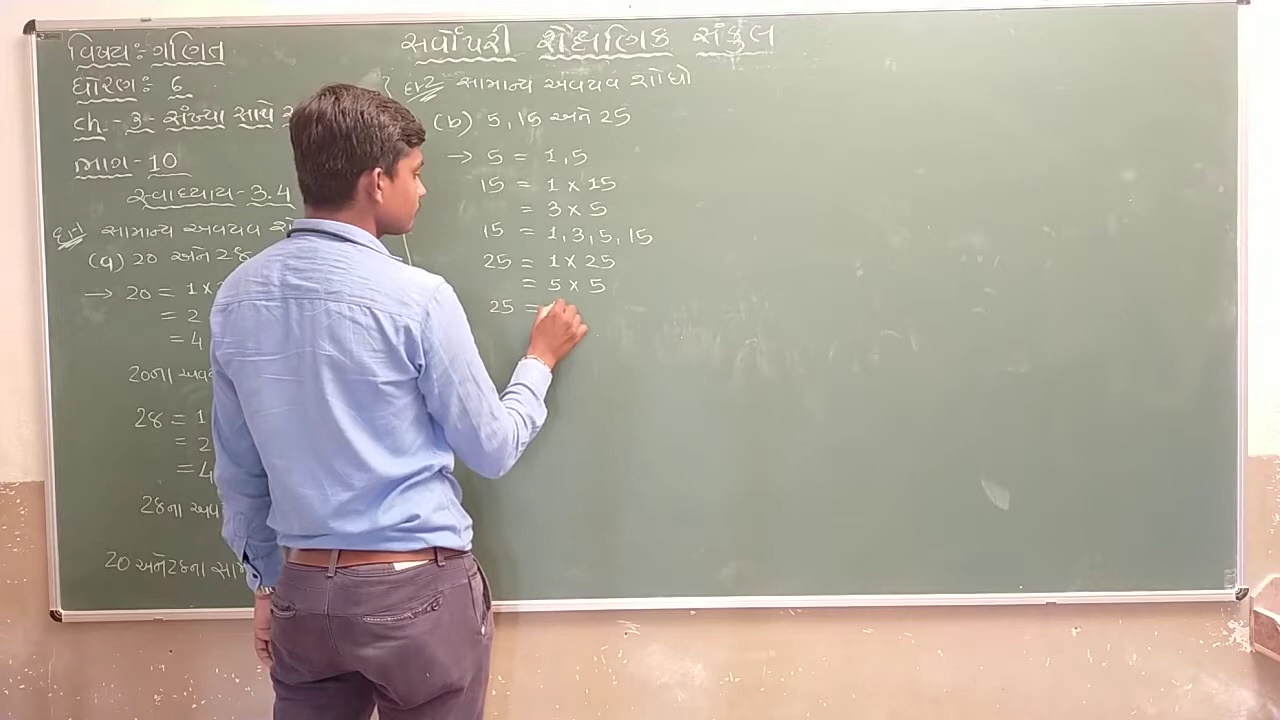 સર્વોપરી શૈક્ષણિક સંકુલ
વિષય: ગણિત
ધોરણ: 6
ch - 3 - સંખ્યા સાથે
ભાગ - 10
સ્વાધ્યાય - 3.4
દા-1 સામાન્ય અવયવ
(a) 20 અને 28
→ 20 = 1 ×
= 2
= 4
20ના
28 = 1
= 2
= 4
28ના
20 અને 28ના
દા-2 સામાન્ય અવયવ શોધો
(b) 5, 15 અને 25
→ 5 = 1, 5
15 = 1 × 15
= 3 × 5
15 = 1, 3, 5, 15
25 = 1 × 25
= 5 × 5
25 =